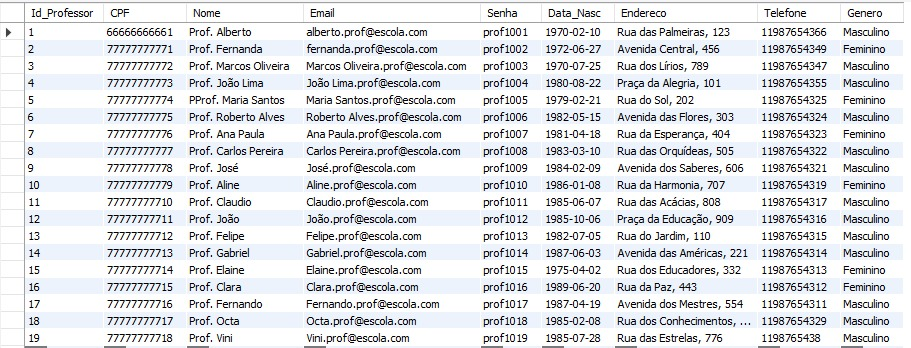 Id_Professor CPF Nome Email Senha Data_Nasc Endereco Telefone Genero
1 66666666661 Prof. Alberto alberto.prof@escola.com prof1001 1970-02-10 Rua das Palmeiras, 123 11987654366 Masculino
2 77777777771 Prof. Fernanda fernanda.prof@escola.com prof1002 1972-06-27 Avenida Central, 456 11987654349 Feminino
3 77777777772 Prof. Marcos Oliveira Marcos Oliveira.prof@escola.com prof1003 1970-07-25 Rua dos Lírios, 789 11987654347 Masculino
4 77777777773 Prof. João Lima João Lima.prof@escola.com prof1004 1980-08-22 Praça da Alegria, 101 11987654355 Masculino
5 77777777774 PProf. Maria Santos Maria Santos.prof@escola.com prof1005 1979-02-21 Rua do Sol, 202 11987654325 Feminino
6 77777777775 Prof. Roberto Alves Roberto Alves.prof@escola.com prof1006 1982-05-15 Avenida das Flores, 303 11987654324 Masculino
7 77777777776 Prof. Ana Paula Ana Paula.prof@escola.com prof1007 1981-04-18 Rua da Esperança, 404 11987654323 Feminino
8 77777777777 Prof. Carlos Pereira Carlos Pereira.prof@escola.com prof1008 1983-03-10 Rua das Orquídeas, 505 11987654322 Masculino
9 77777777778 Prof. José José.prof@escola.com prof1009 1984-02-09 Avenida dos Saberes, 606 11987654321 Masculino
10 77777777779 Prof. Aline Aline.prof@escola.com prof1010 1986-01-08 Rua da Harmonia, 707 11987654319 Feminino
11 77777777710 Prof. Claudio Claudio.prof@escola.com prof1011 1985-06-07 Rua das Acácias, 808 11987654317 Masculino
12 77777777711 Prof. João João.prof@escola.com prof1012 1985-10-06 Praça da Educação, 909 11987654316 Masculino
13 77777777712 Prof. Felipe Felipe.prof@escola.com prof1013 1982-07-05 Rua do Jardim, 110 11987654315 Masculino
14 77777777713 Prof. Gabriel Gabriel.prof@escola.com prof1014 1987-06-03 Avenida das Américas, 221 11987654314 Masculino
15 77777777714 Prof. Elaine Elaine.prof@escola.com prof1015 1975-04-02 Rua dos Educadores, 332 11987654313 Feminino
16 77777777715 Prof. Clara Clara.prof@escola.com prof1016 1989-06-20 Rua da Paz, 443 11987654312 Feminino
17 77777777716 Prof. Fernando Fernando.prof@escola.com prof1017 1987-04-19 Avenida dos Mestres, 554 11987654311 Masculino
18 77777777717 Prof. Octa Octa.prof@escola.com prof1018 1985-02-08 Rua dos Conhecimentos, ... 11987654329 Masculino
19 77777777718 Prof. Vini Vini.prof@escola.com prof1019 1985-07-28 Rua das Estrelas, 776 1198765438 Masculino